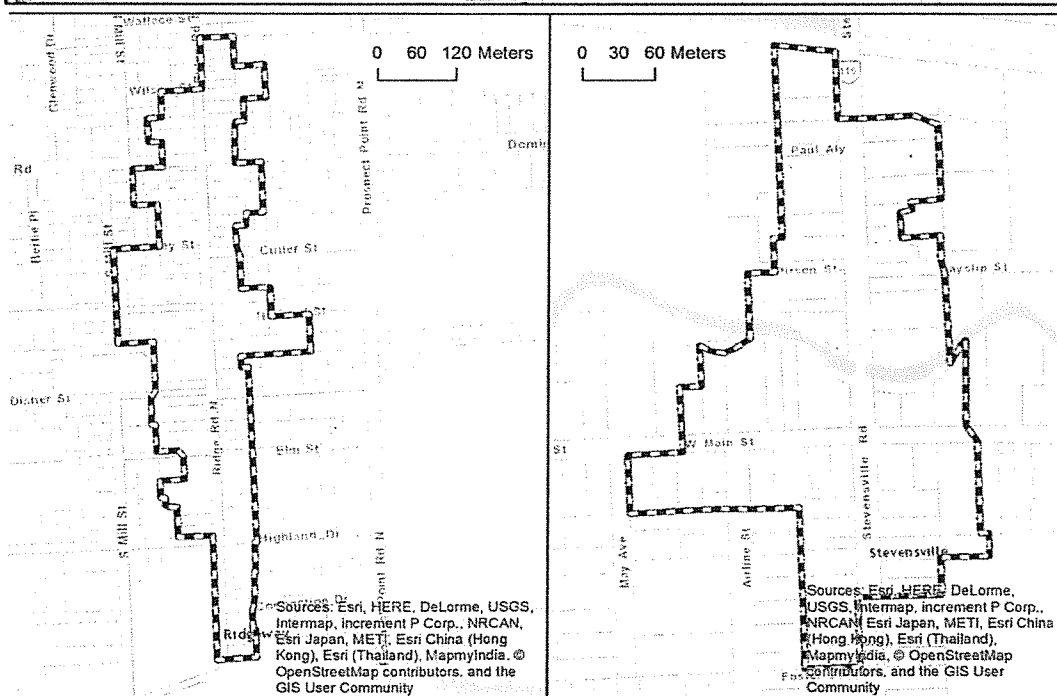 Wallace St
Glenwood Dr
0 60 120 Meters
Prospect Point Rd N
Rd
Bertie Pl
Cutler St
Disher St
Ridge Rd N
Elm St
S Mill St
Highland Dr
Ridgeway
Sources: Esri, HERE, DeLorme, USGS,
Intermap, increment P Corp., NRCAN,
Esri Japan, METI, Esri China (Hong
Kong), Esri (Thailand), MapmyIndia, ©
OpenStreetMap contributors, and the
GIS User Community
0 30 60 Meters
116
Paul Aly
St
W Main St
Stevensville Rd
May Ave
Airline St
Stevensville
Sources: Esri, HERE, DeLorme,
USGS, Intermap, increment P Corp.,
NRCAN, Esri Japan, METI, Esri China
(Hong Kong), Esri (Thailand),
MapmyIndia, © OpenStreetMap
contributors, and the GIS User
Community